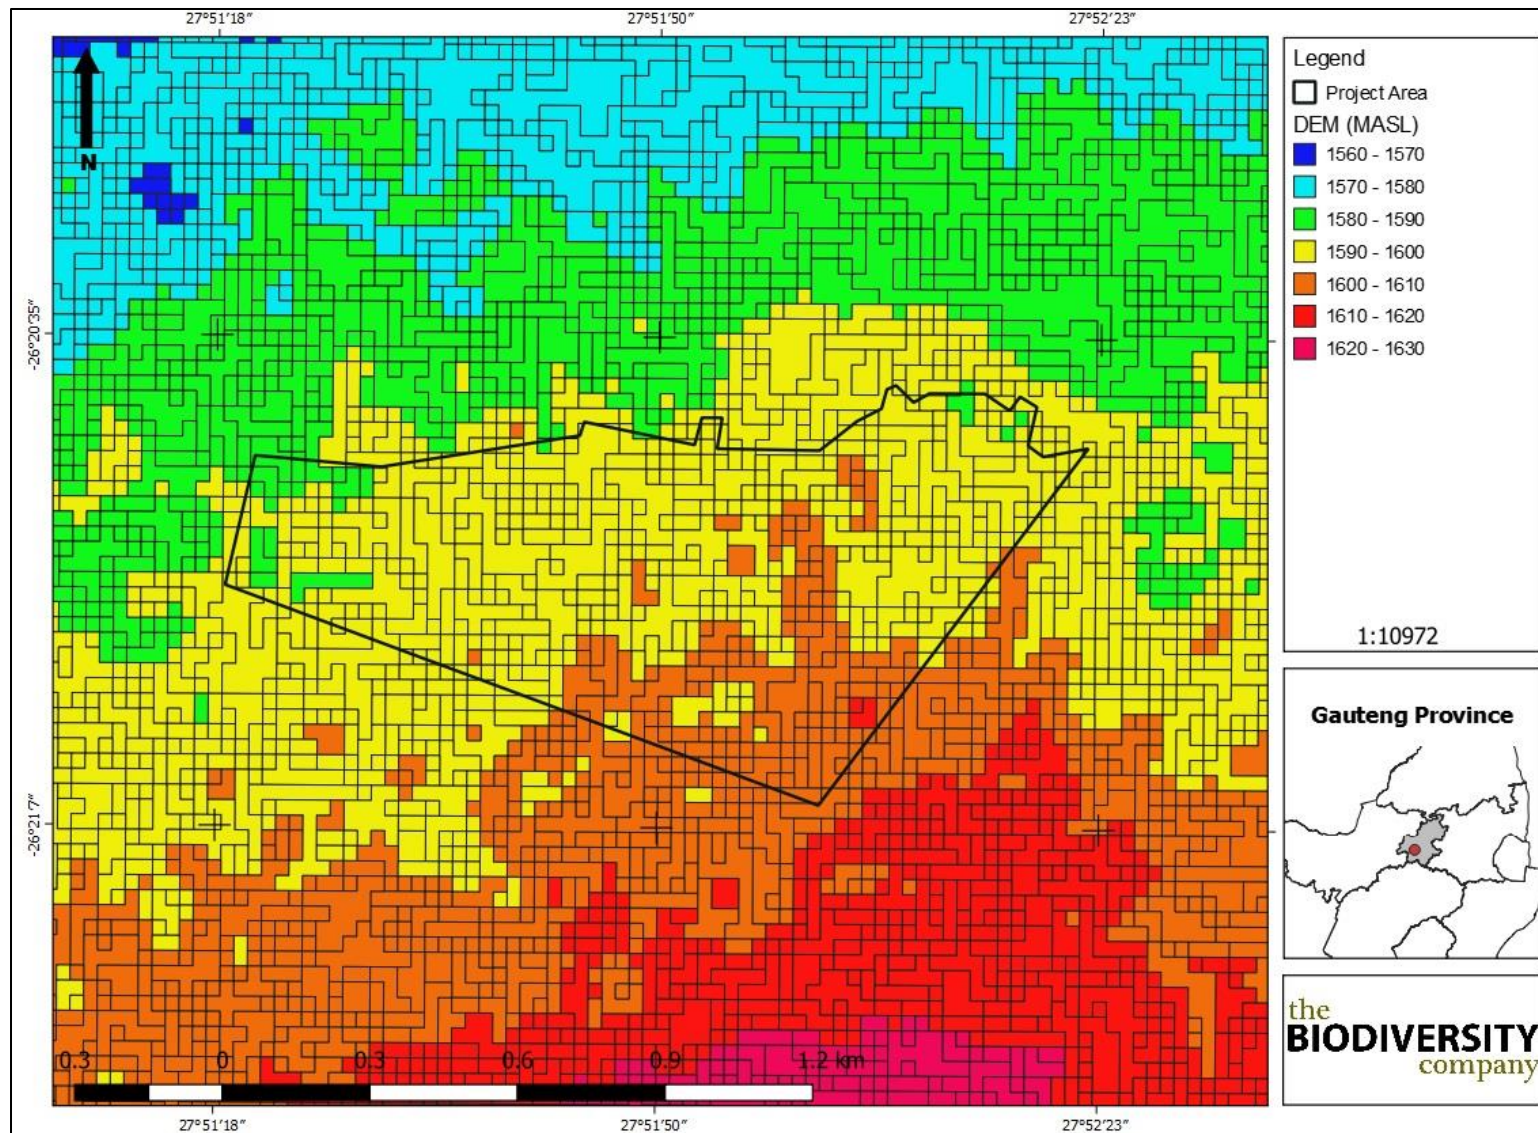 27°51′18″
27°51′50″
27°52′23″
N
-26°20′35″
-26°21′7″
0.3
0
0.3
0.6
0.9
1.2 km
27°51′18″
27°51′50″
27°52′23″
Legend
Project Area
DEM (MASL)
1560 - 1570
1570 - 1580
1580 - 1590
1590 - 1600
1600 - 1610
1610 - 1620
1620 - 1630
1:10972
Gauteng Province
the
BIODIVERSITY
company